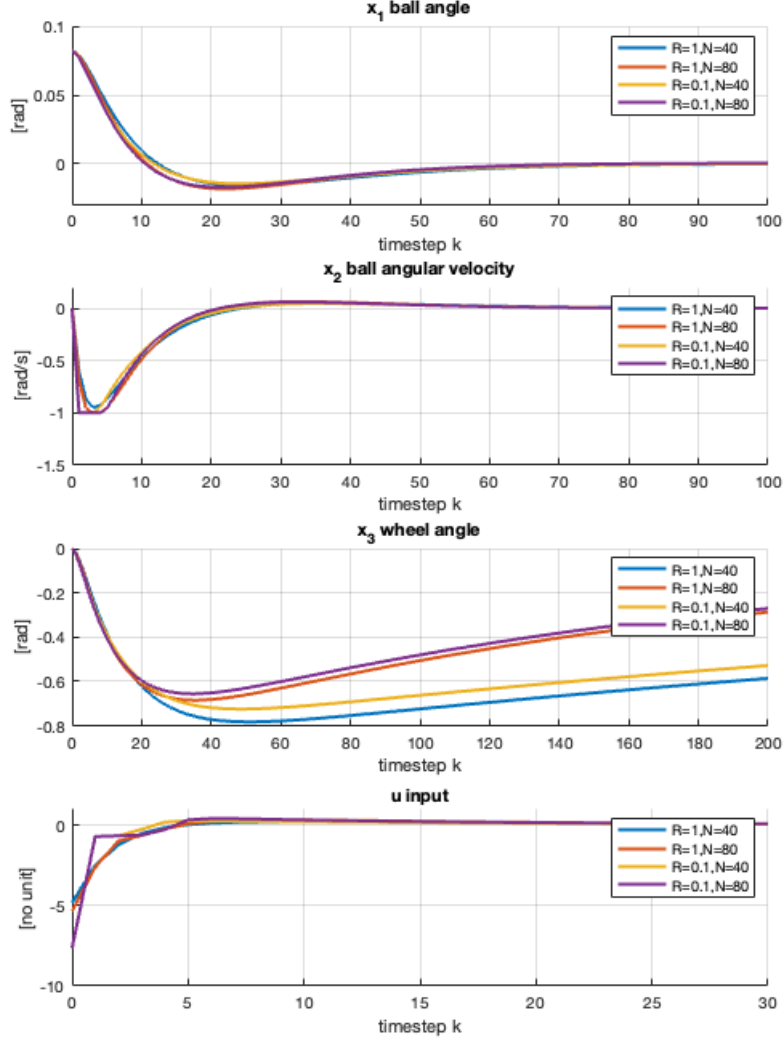 x1 ball angle
0.1
0.05
0
[rad]
R=1,N=40
R=1,N=80
R=0.1,N=40
R=0.1,N=80
0 10 20 30 40 50 60 70 80 90 100
timestep k
x2 ball angular velocity
0
-0.5
-1
-1.5
[rad/s]
R=1,N=40
R=1,N=80
R=0.1,N=40
R=0.1,N=80
0 10 20 30 40 50 60 70 80 90 100
timestep k
x3 wheel angle
0
-0.2
-0.4
-0.6
-0.8
[rad]
R=1,N=40
R=1,N=80
R=0.1,N=40
R=0.1,N=80
0 20 40 60 80 100 120 140 160 180 200
timestep k
u input
0
-5
-10
[no unit]
R=1,N=40
R=1,N=80
R=0.1,N=40
R=0.1,N=80
0 5 10 15 20 25 30
timestep k